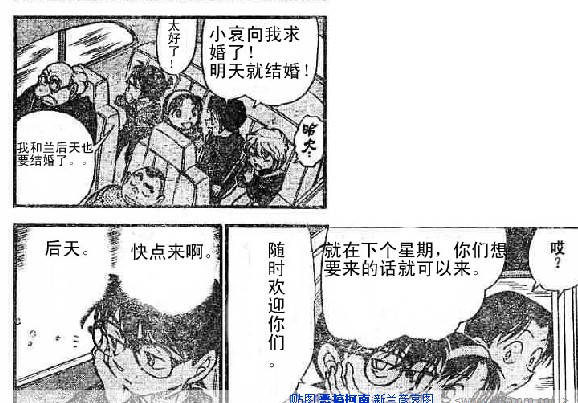 太好了！
小哀向我求
婚了！
明天就结婚！
哈欠．
我和兰后天也
要结婚了。。
后天。
快点来啊。
随时欢迎你们。
就在下个星期，你们想
要来的话就可以来。
哎？